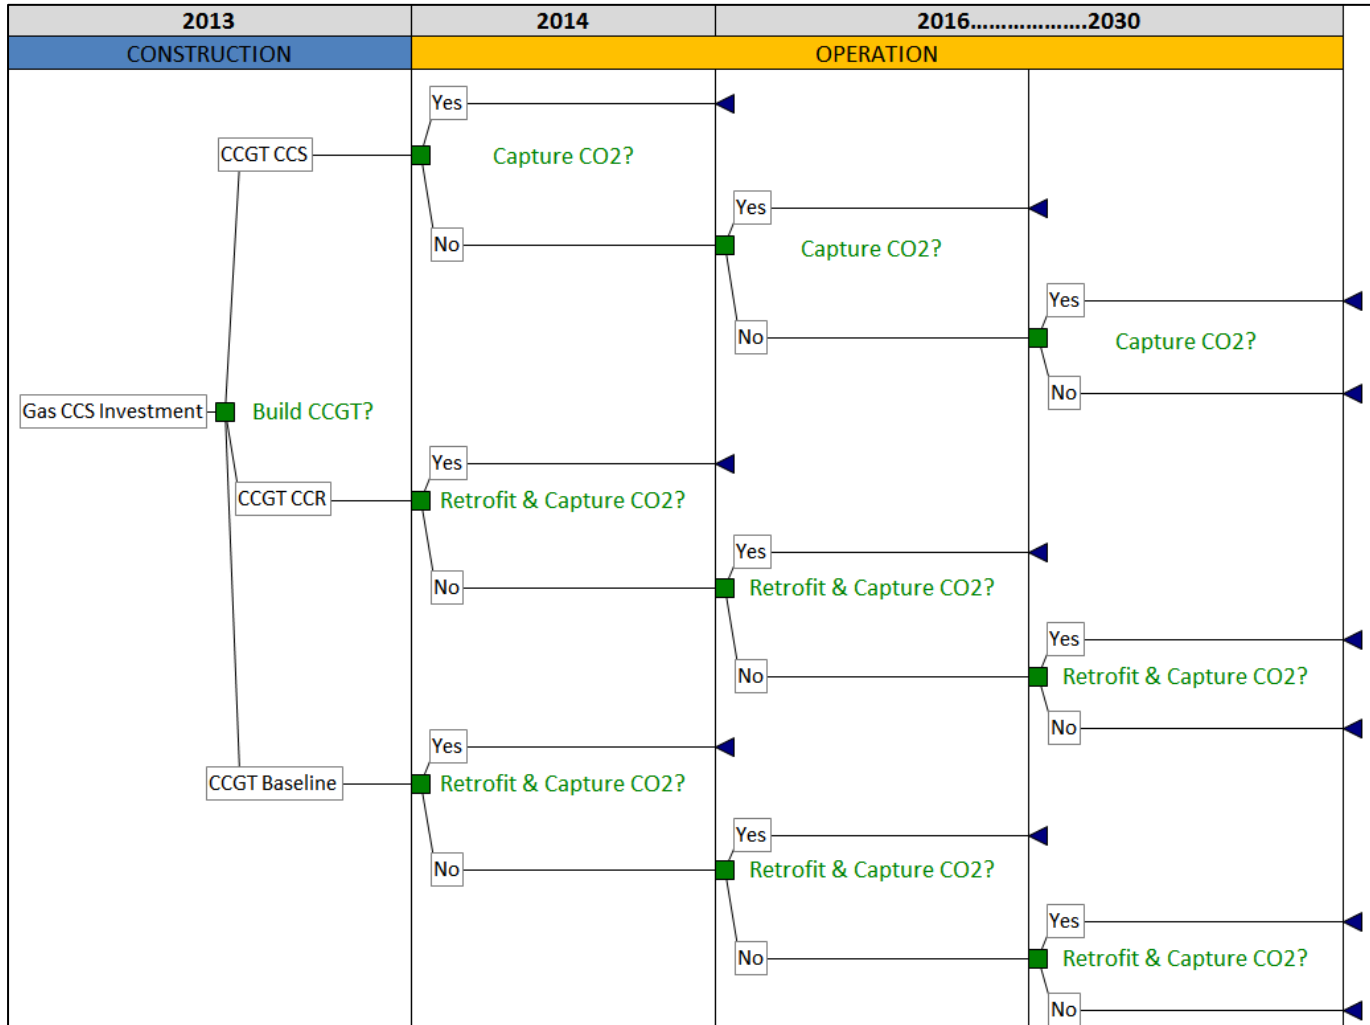 2013 2014 2016.................2030
CONSTRUCTION OPERATION
Yes
CCGT CCS
Capture CO2?
Yes
No
Capture CO2?
Yes
No
Capture CO2?
No
Gas CCS Investment
Build CCGT?
Yes
CCGT CCR
Retrofit & Capture CO2?
Yes
No
Retrofit & Capture CO2?
Yes
No
Retrofit & Capture CO2?
No
Yes
CCGT Baseline
Retrofit & Capture CO2?
Yes
No
Retrofit & Capture CO2?
Yes
No
Retrofit & Capture CO2?
No